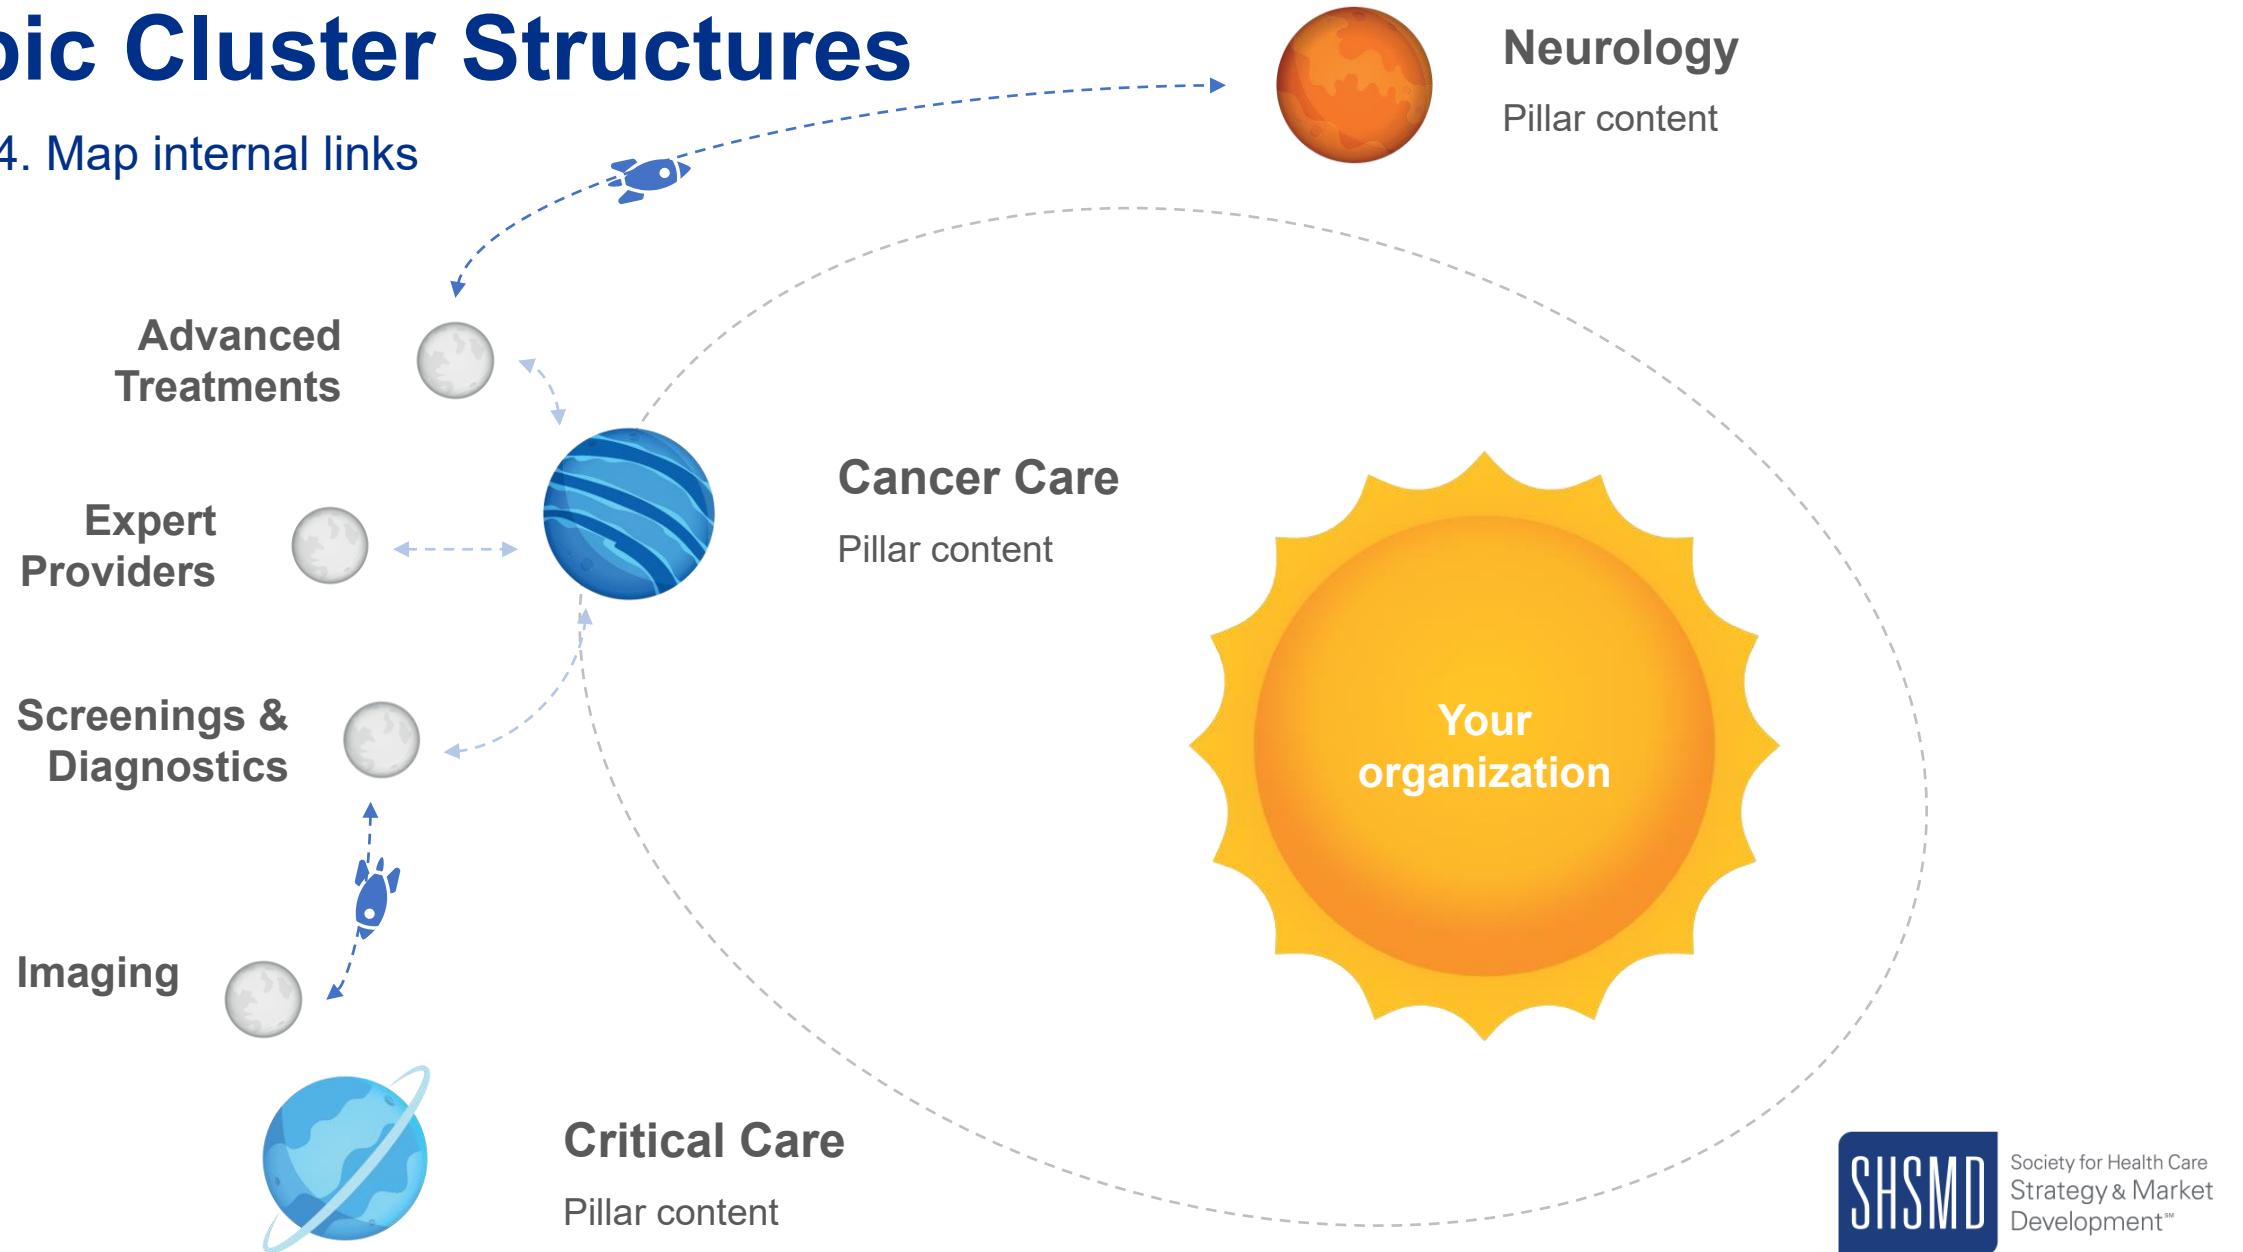 pic Cluster Structures
4. Map internal links
Neurology
Pillar content
Advanced
Treatments
Cancer Care
Pillar content
Expert
Providers
Screenings &
Diagnostics
Your
organization
Imaging
Critical Care
Pillar content
SHSMD
Society for Health Care
Strategy & Market
Development℠